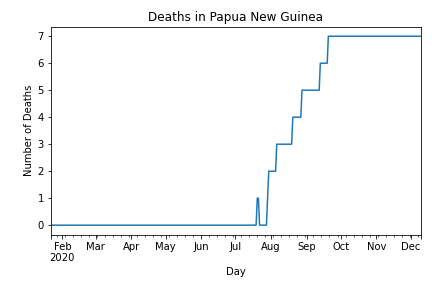 Deaths in Papua New Guinea
7
6
5
4
3
2
1
0
Number of Deaths
Feb Mar Apr May Jun Jul Aug Sep Oct Nov Dec
2020
Day